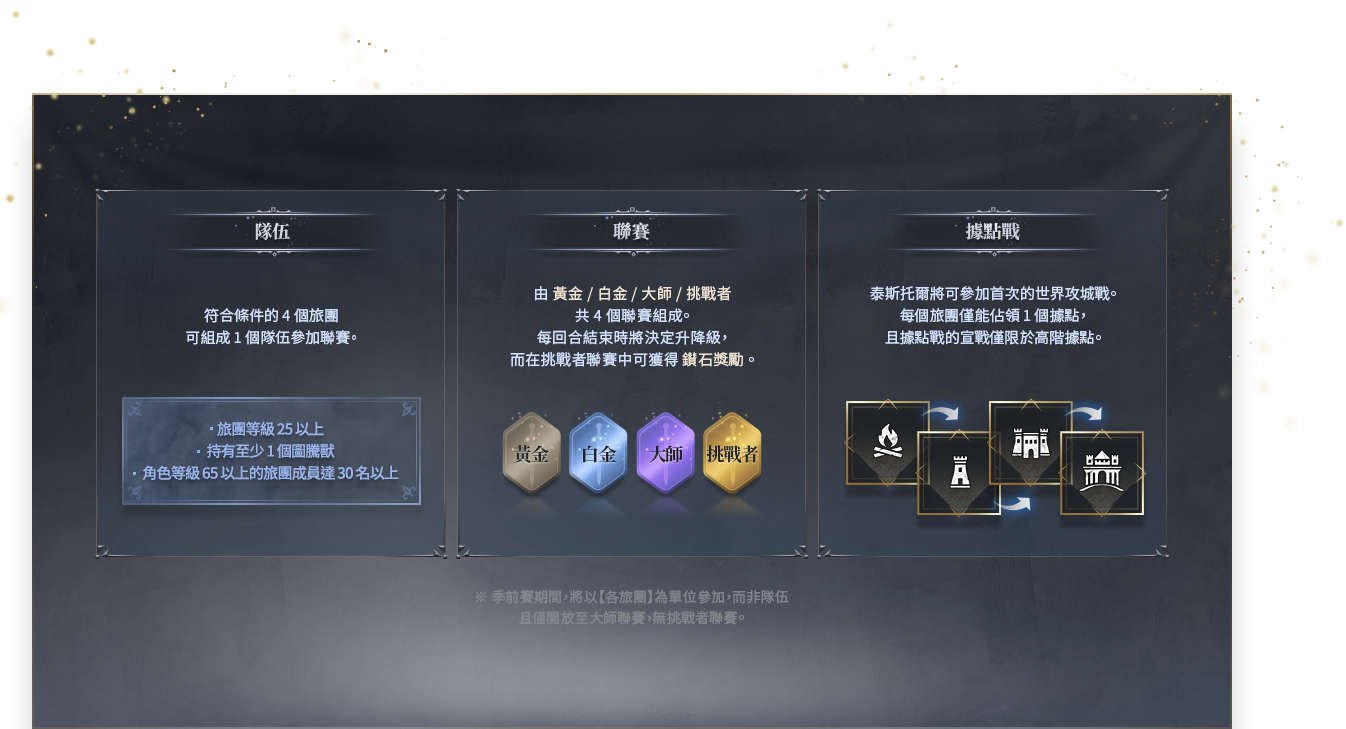 隊伍
符合條件的 4 個旅團
可組成 1 個隊伍參加聯賽。
· 旅團等級 25 以上
· 持有至少 1 個圖騰獸
· 角色等級 65 以上的旅團成員達 30 名以上
聯賽
由 黃金 / 白金 / 大師 / 挑戰者
共 4 個聯賽組成。
每回合結束時將決定升降級，
而在挑戰者聯賽中可獲得 鑽石獎勵 。
黃金
白金
大師
挑戰者
據點戰
泰斯托爾將可參加首次的世界攻城戰。
每個旅團僅能佔領 1 個據點，
且據點戰的宣戰僅限於高階據點。
※ 季前賽期間，將以【各旅團】為單位參加，而非隊伍
且僅開放至大師聯賽，無挑戰者聯賽。